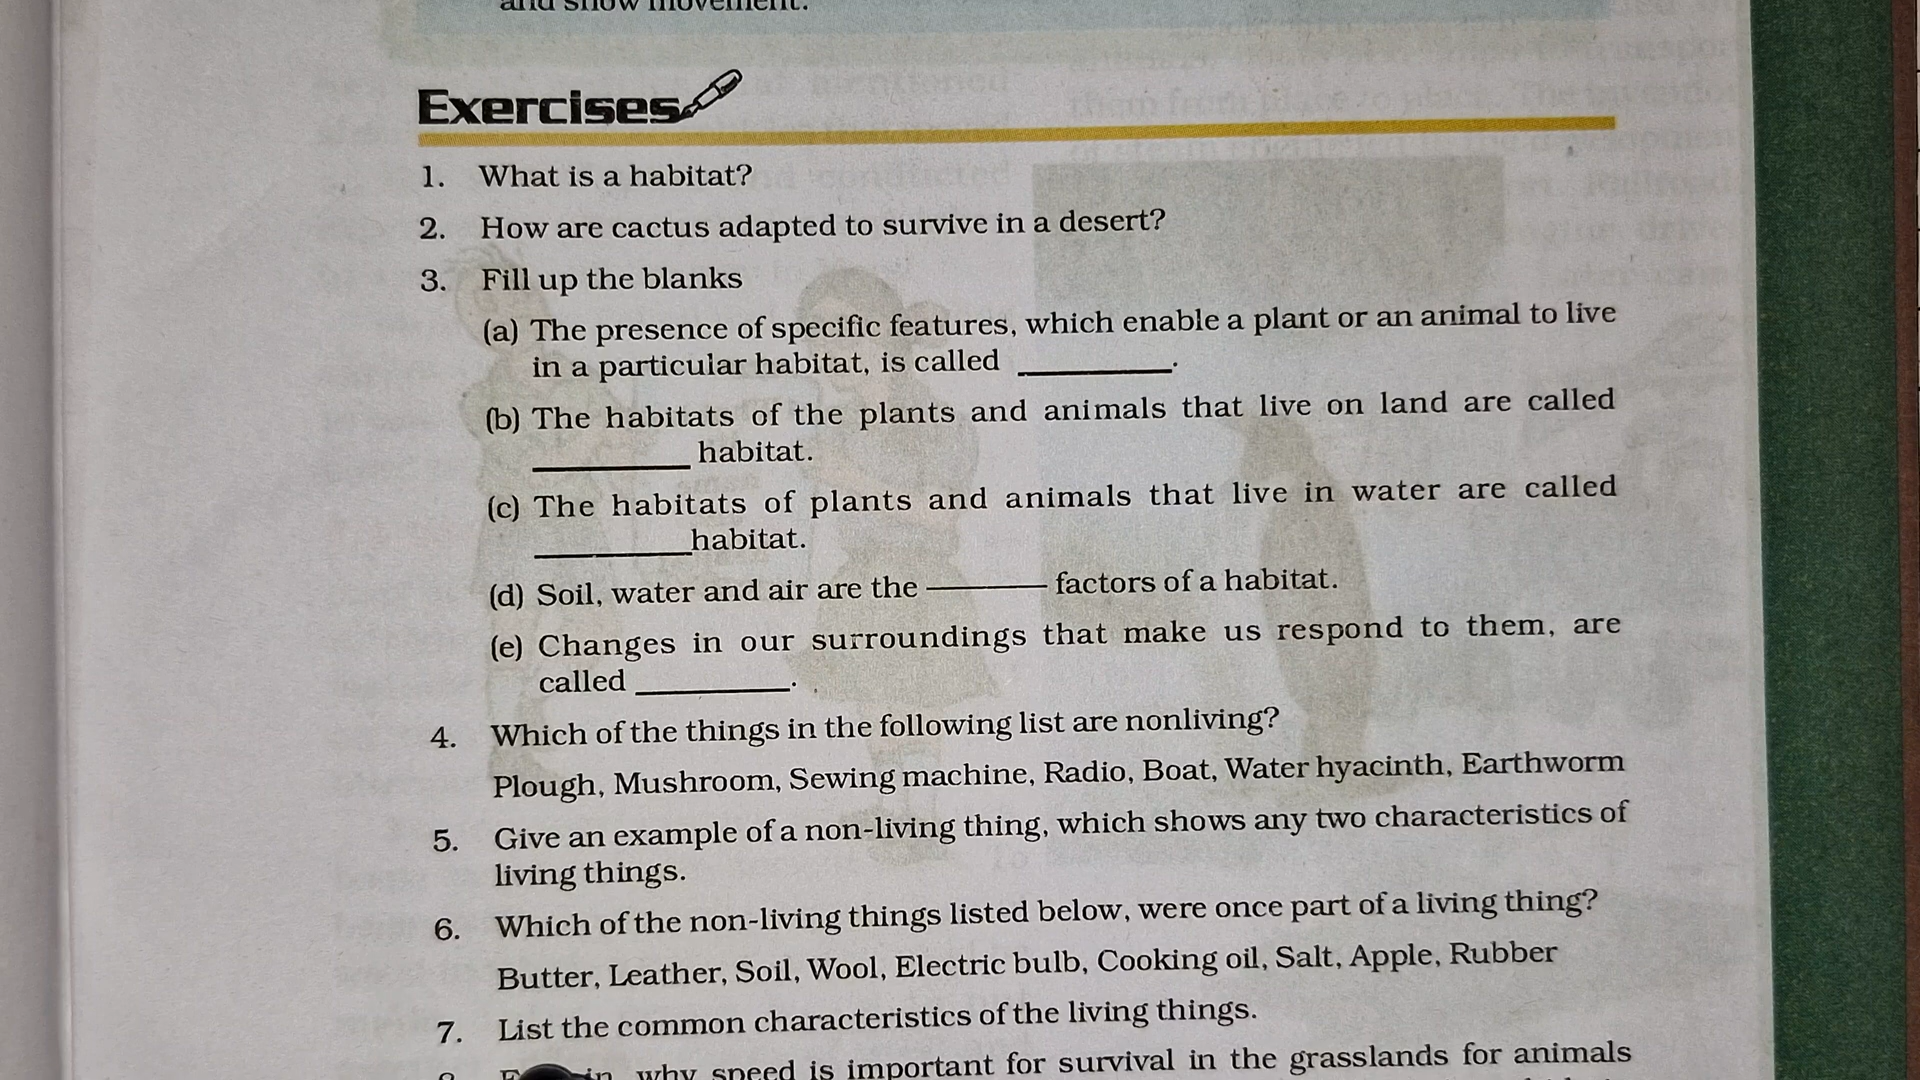 and show movement.
Exercises
1. What is a habitat?
2. How are cactus adapted to survive in a desert?
3. Fill up the blanks
(a) The presence of specific features, which enable a plant or an animal to live
in a particular habitat, is called __________.
(b) The habitats of the plants and animals that live on land are called
__________ habitat.
(c) The habitats of plants and animals that live in water are called
__________habitat.
(d) Soil, water and air are the ________ factors of a habitat.
(e) Changes in our surroundings that make us respond to them, are
called __________.
4. Which of the things in the following list are nonliving?
Plough, Mushroom, Sewing machine, Radio, Boat, Water hyacinth, Earthworm
5. Give an example of a non-living thing, which shows any two characteristics of
living things.
6. Which of the non-living things listed below, were once part of a living thing?
Butter, Leather, Soil, Wool, Electric bulb, Cooking oil, Salt, Apple, Rubber
7. List the common characteristics of the living things.
why speed is important for survival in the grasslands for animals